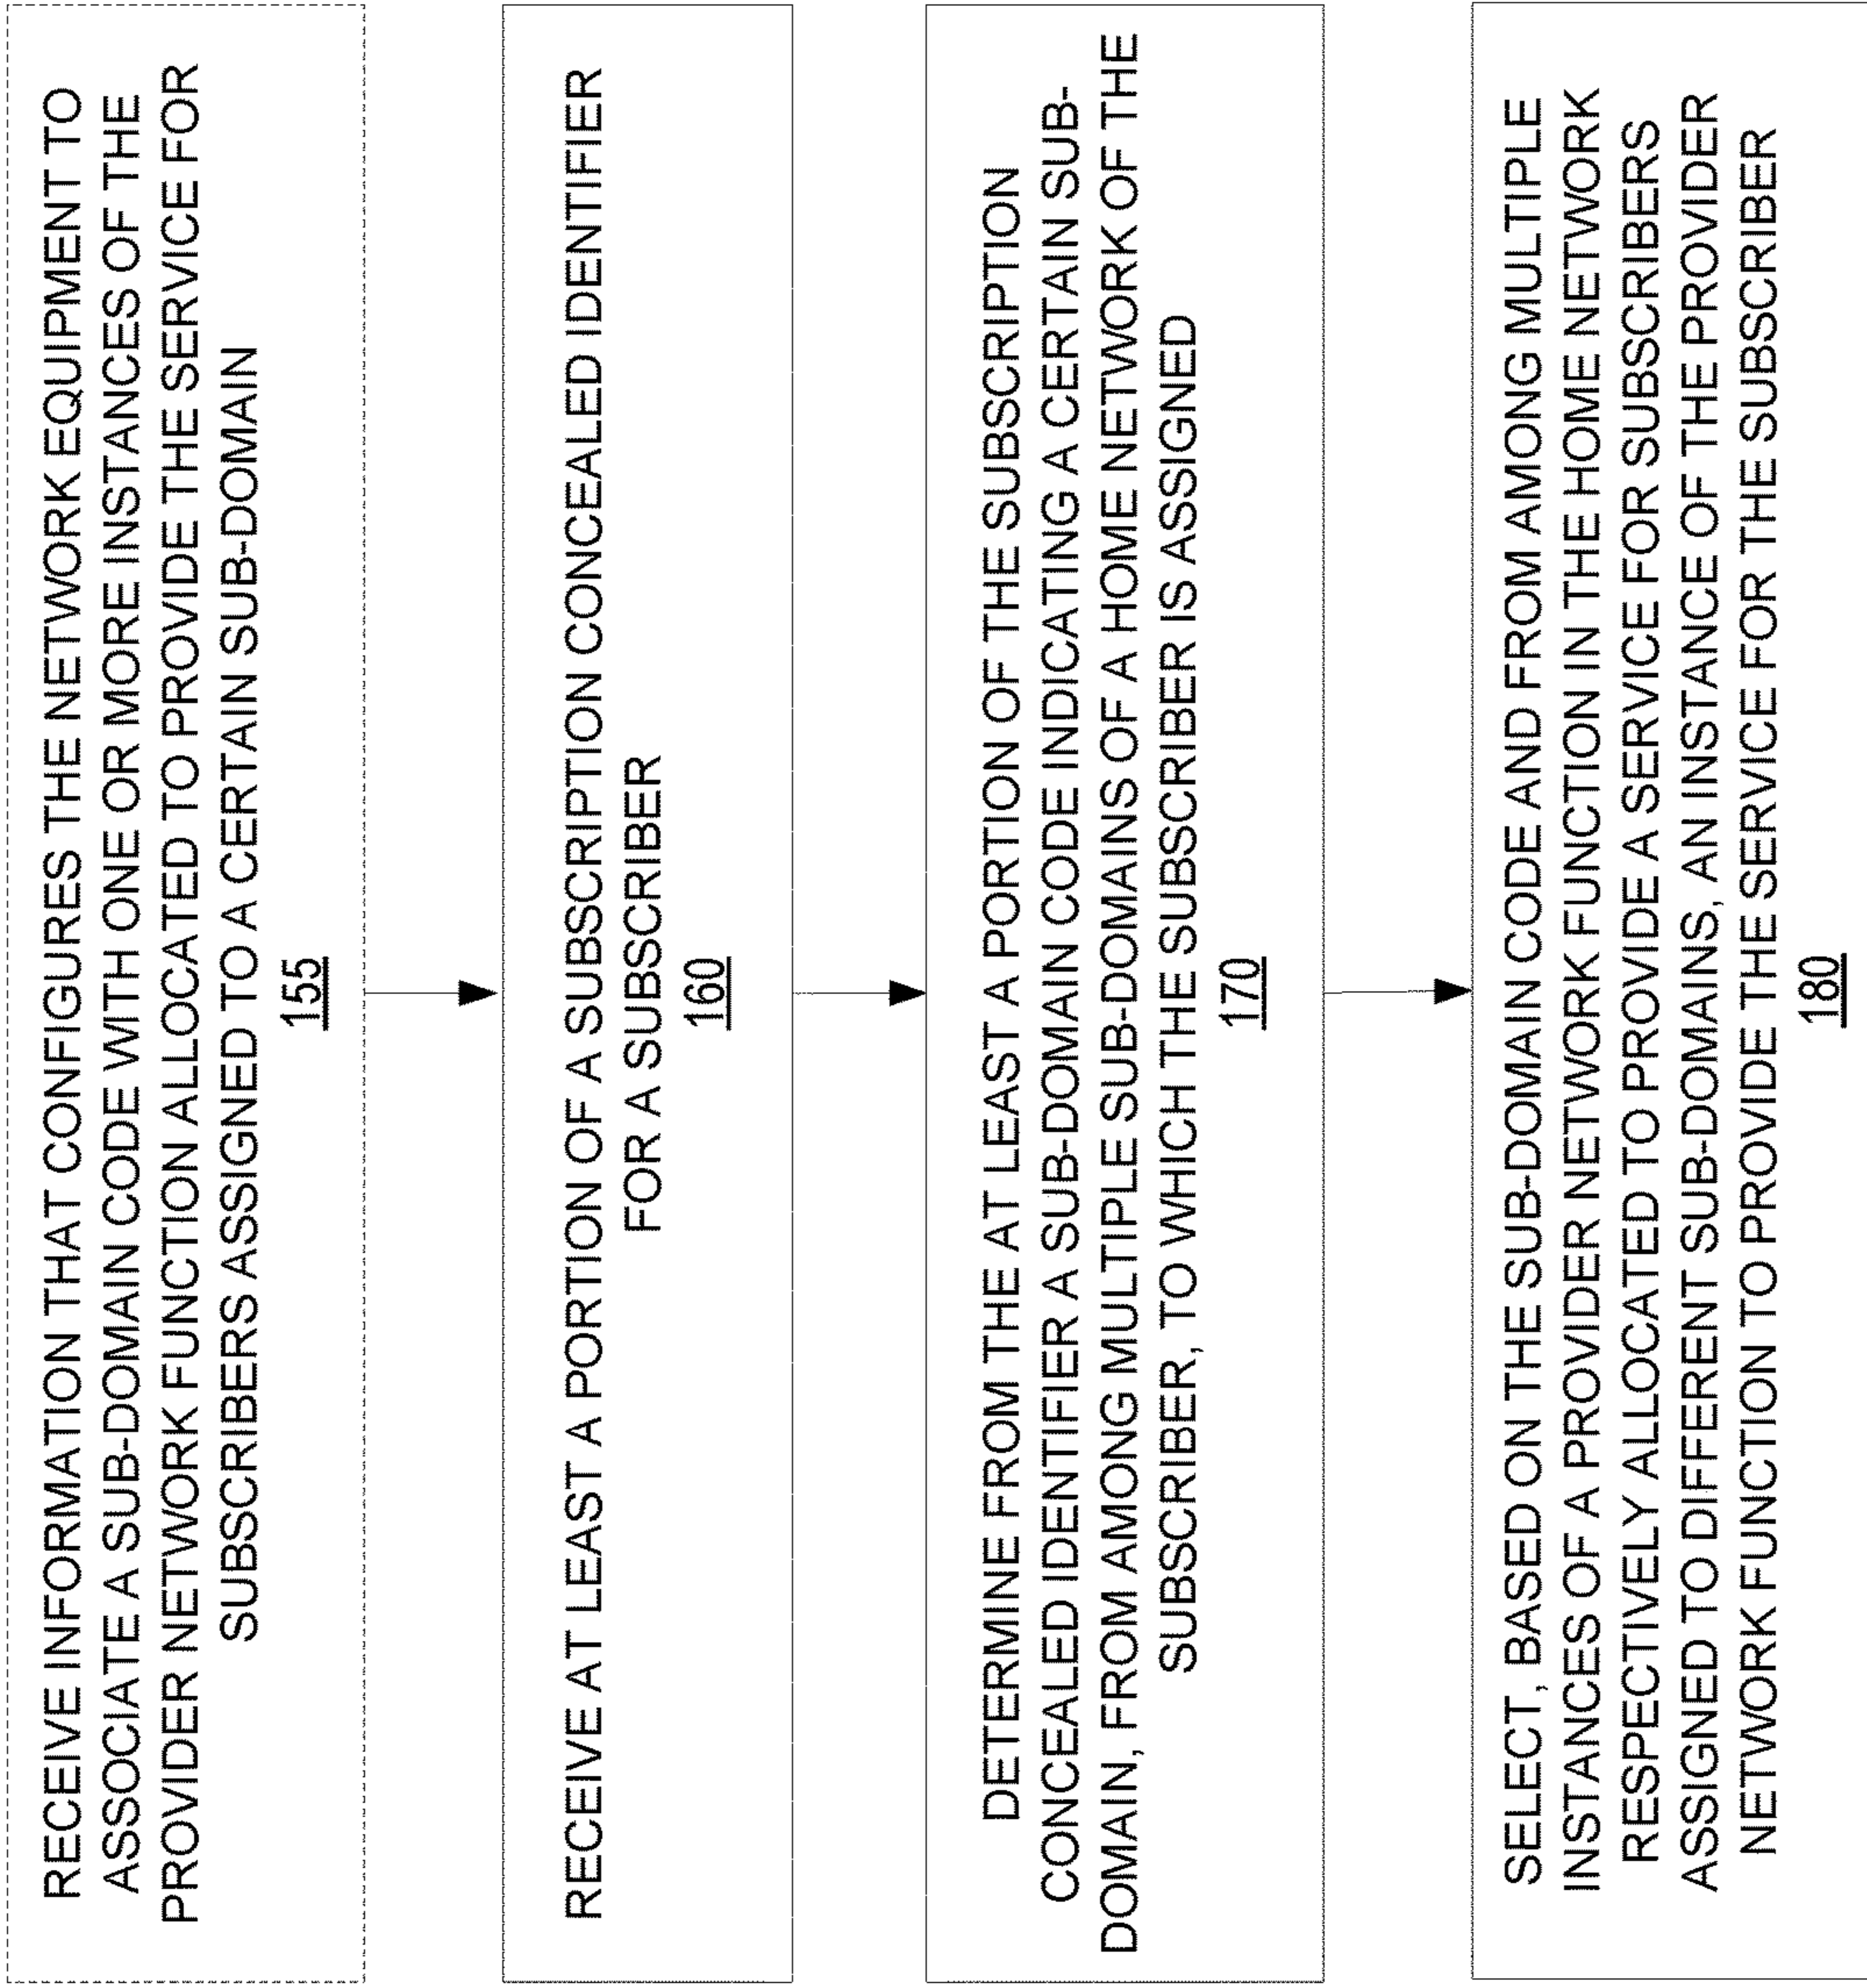 RECEIVE INFORMATION THAT CONFIGURES THE NETWORK EQUIPMENT TO
ASSOCIATE A SUB-DOMAIN CODE WITH ONE OR MORE INSTANCES OF THE
PROVIDER NETWORK FUNCTION ALLOCATED TO PROVIDE THE SERVICE FOR
SUBSCRIBERS ASSIGNED TO A CERTAIN SUB-DOMAIN
155
RECEIVE AT LEAST A PORTION OF A SUBSCRIPTION CONCEALED IDENTIFIER
FOR A SUBSCRIBER
160
DETERMINE FROM THE AT LEAST A PORTION OF THE SUBSCRIPTION
CONCEALED IDENTIFIER A SUB-DOMAIN CODE INDICATING A CERTAIN SUB-
DOMAIN, FROM AMONG MULTIPLE SUB-DOMAINS OF A HOME NETWORK OF THE
SUBSCRIBER, TO WHICH THE SUBSCRIBER IS ASSIGNED
170
SELECT, BASED ON THE SUB-DOMAIN CODE AND FROM AMONG MULTIPLE
INSTANCES OF A PROVIDER NETWORK FUNCTION IN THE HOME NETWORK
RESPECTIVELY ALLOCATED TO PROVIDE A SERVICE FOR SUBSCRIBERS
ASSIGNED TO DIFFERENT SUB-DOMAINS, AN INSTANCE OF THE PROVIDER
NETWORK FUNCTION TO PROVIDE THE SERVICE FOR THE SUBSCRIBER
180